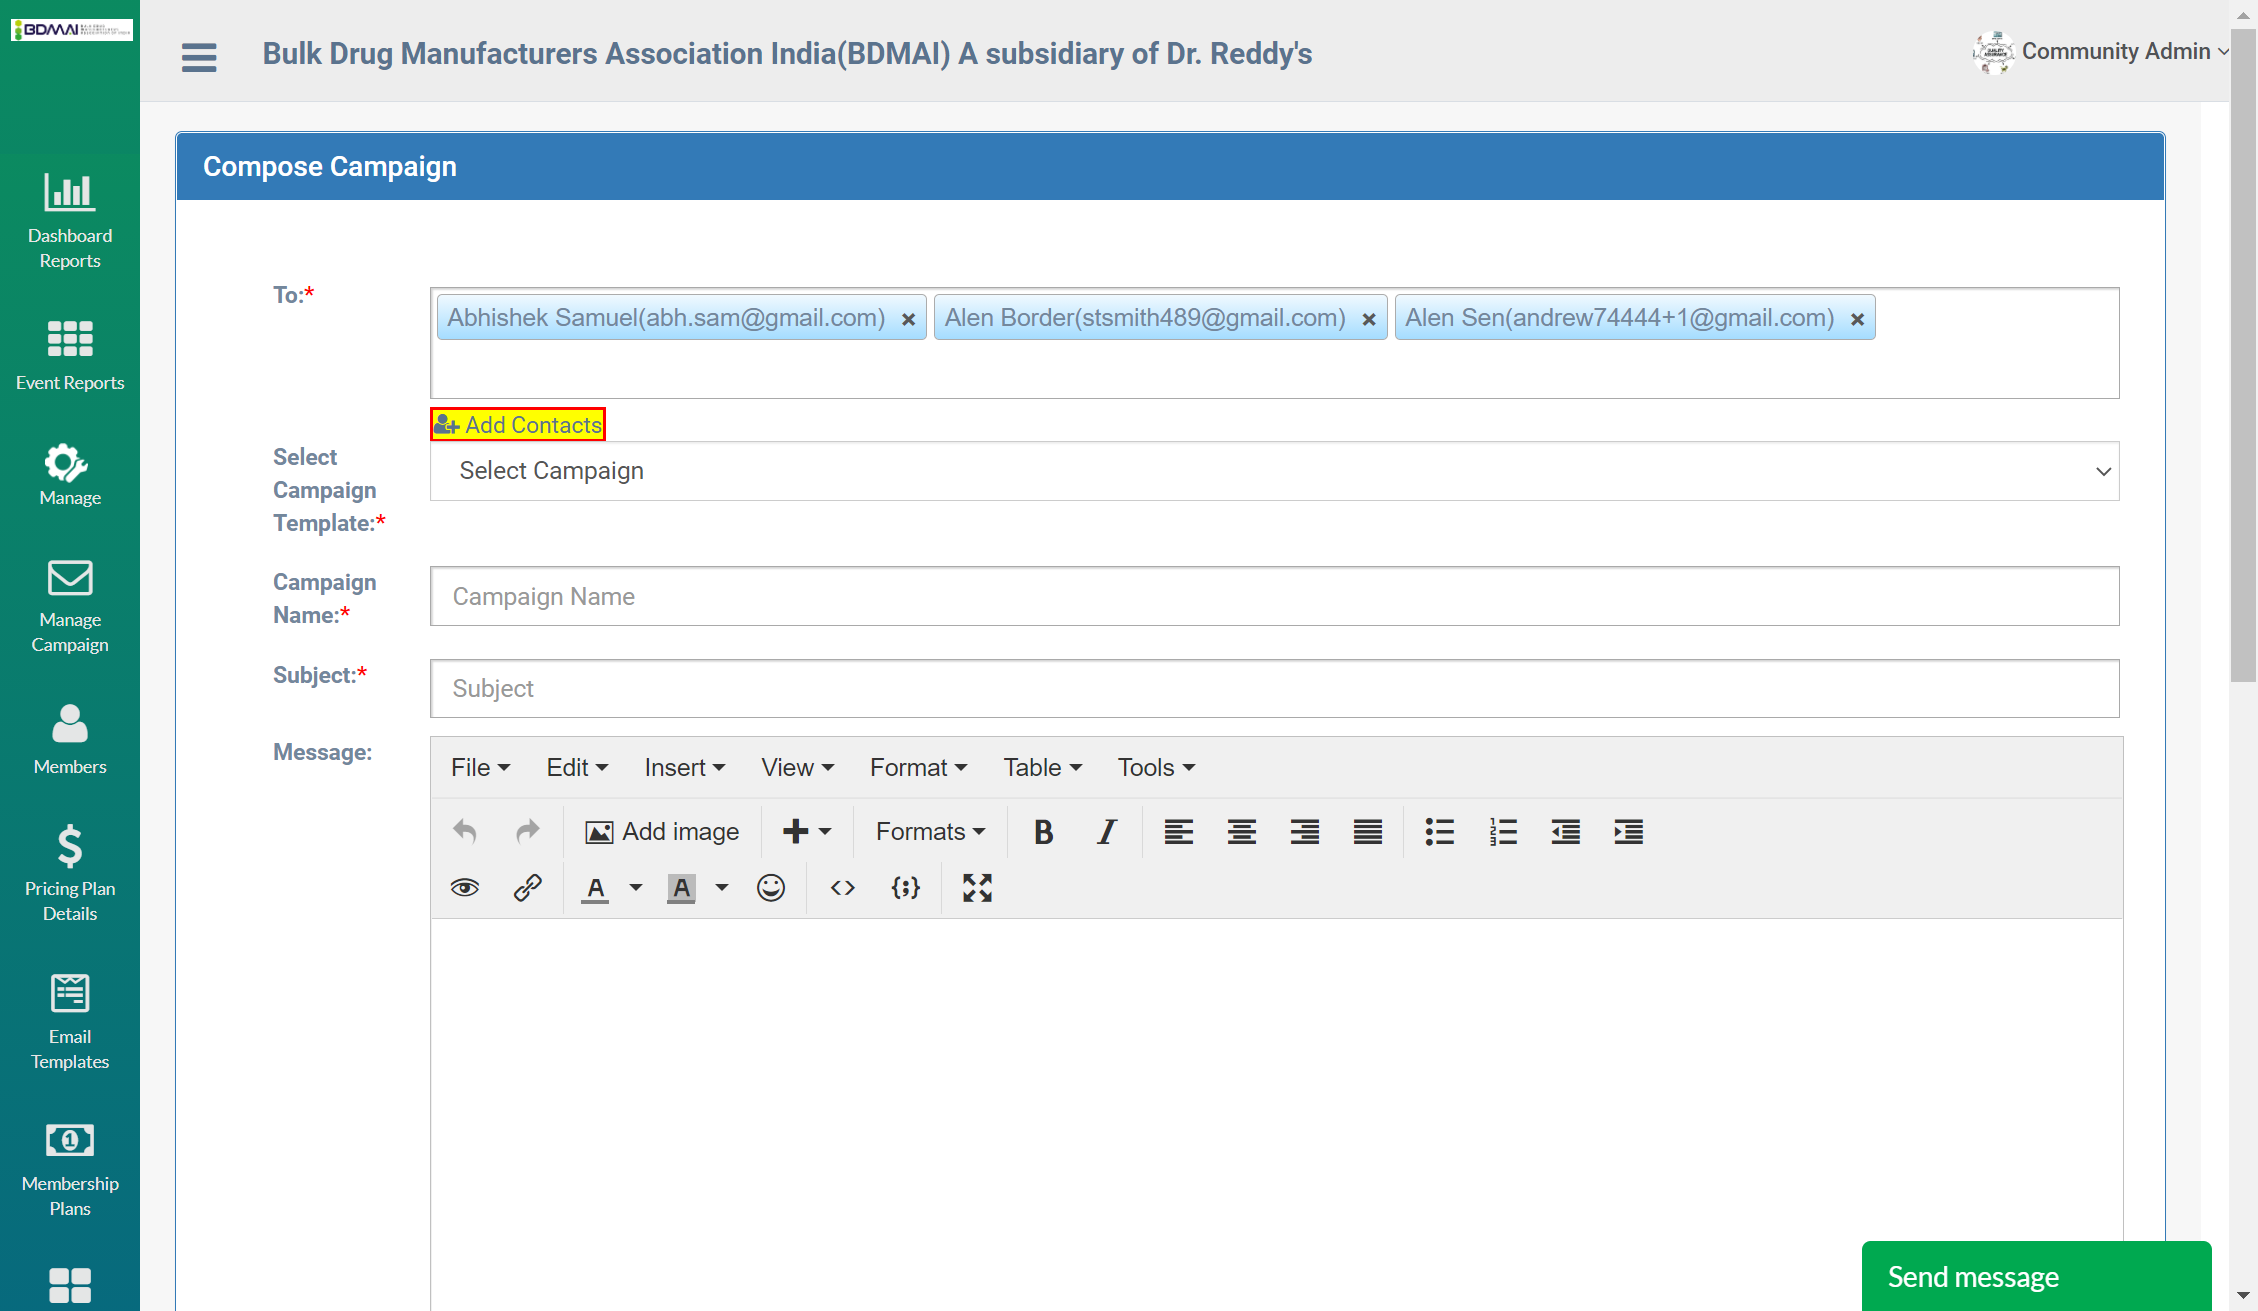 BDMAI
Bulk Drug Manufacturers Association India(BDMAI) A subsidiary of Dr. Reddy's
Community Admin
Dashboard
Reports
Event Reports
Manage
Manage
Campaign
Members
Pricing Plan
Details
Email
Templates
Membership
Plans
Compose Campaign
To:*
Abhishek Samuel(abh.sam@gmail.com) ×
Alen Border(stsmith489@gmail.com) ×
Alen Sen(andrew74444+1@gmail.com) ×
Add Contacts
Select
Campaign
Template:*
Select Campaign
Campaign
Name:*
Campaign Name
Subject:*
Subject
Message:
File Edit Insert View Format Table Tools
Add image Formats B I
A A <> {;}
Send message